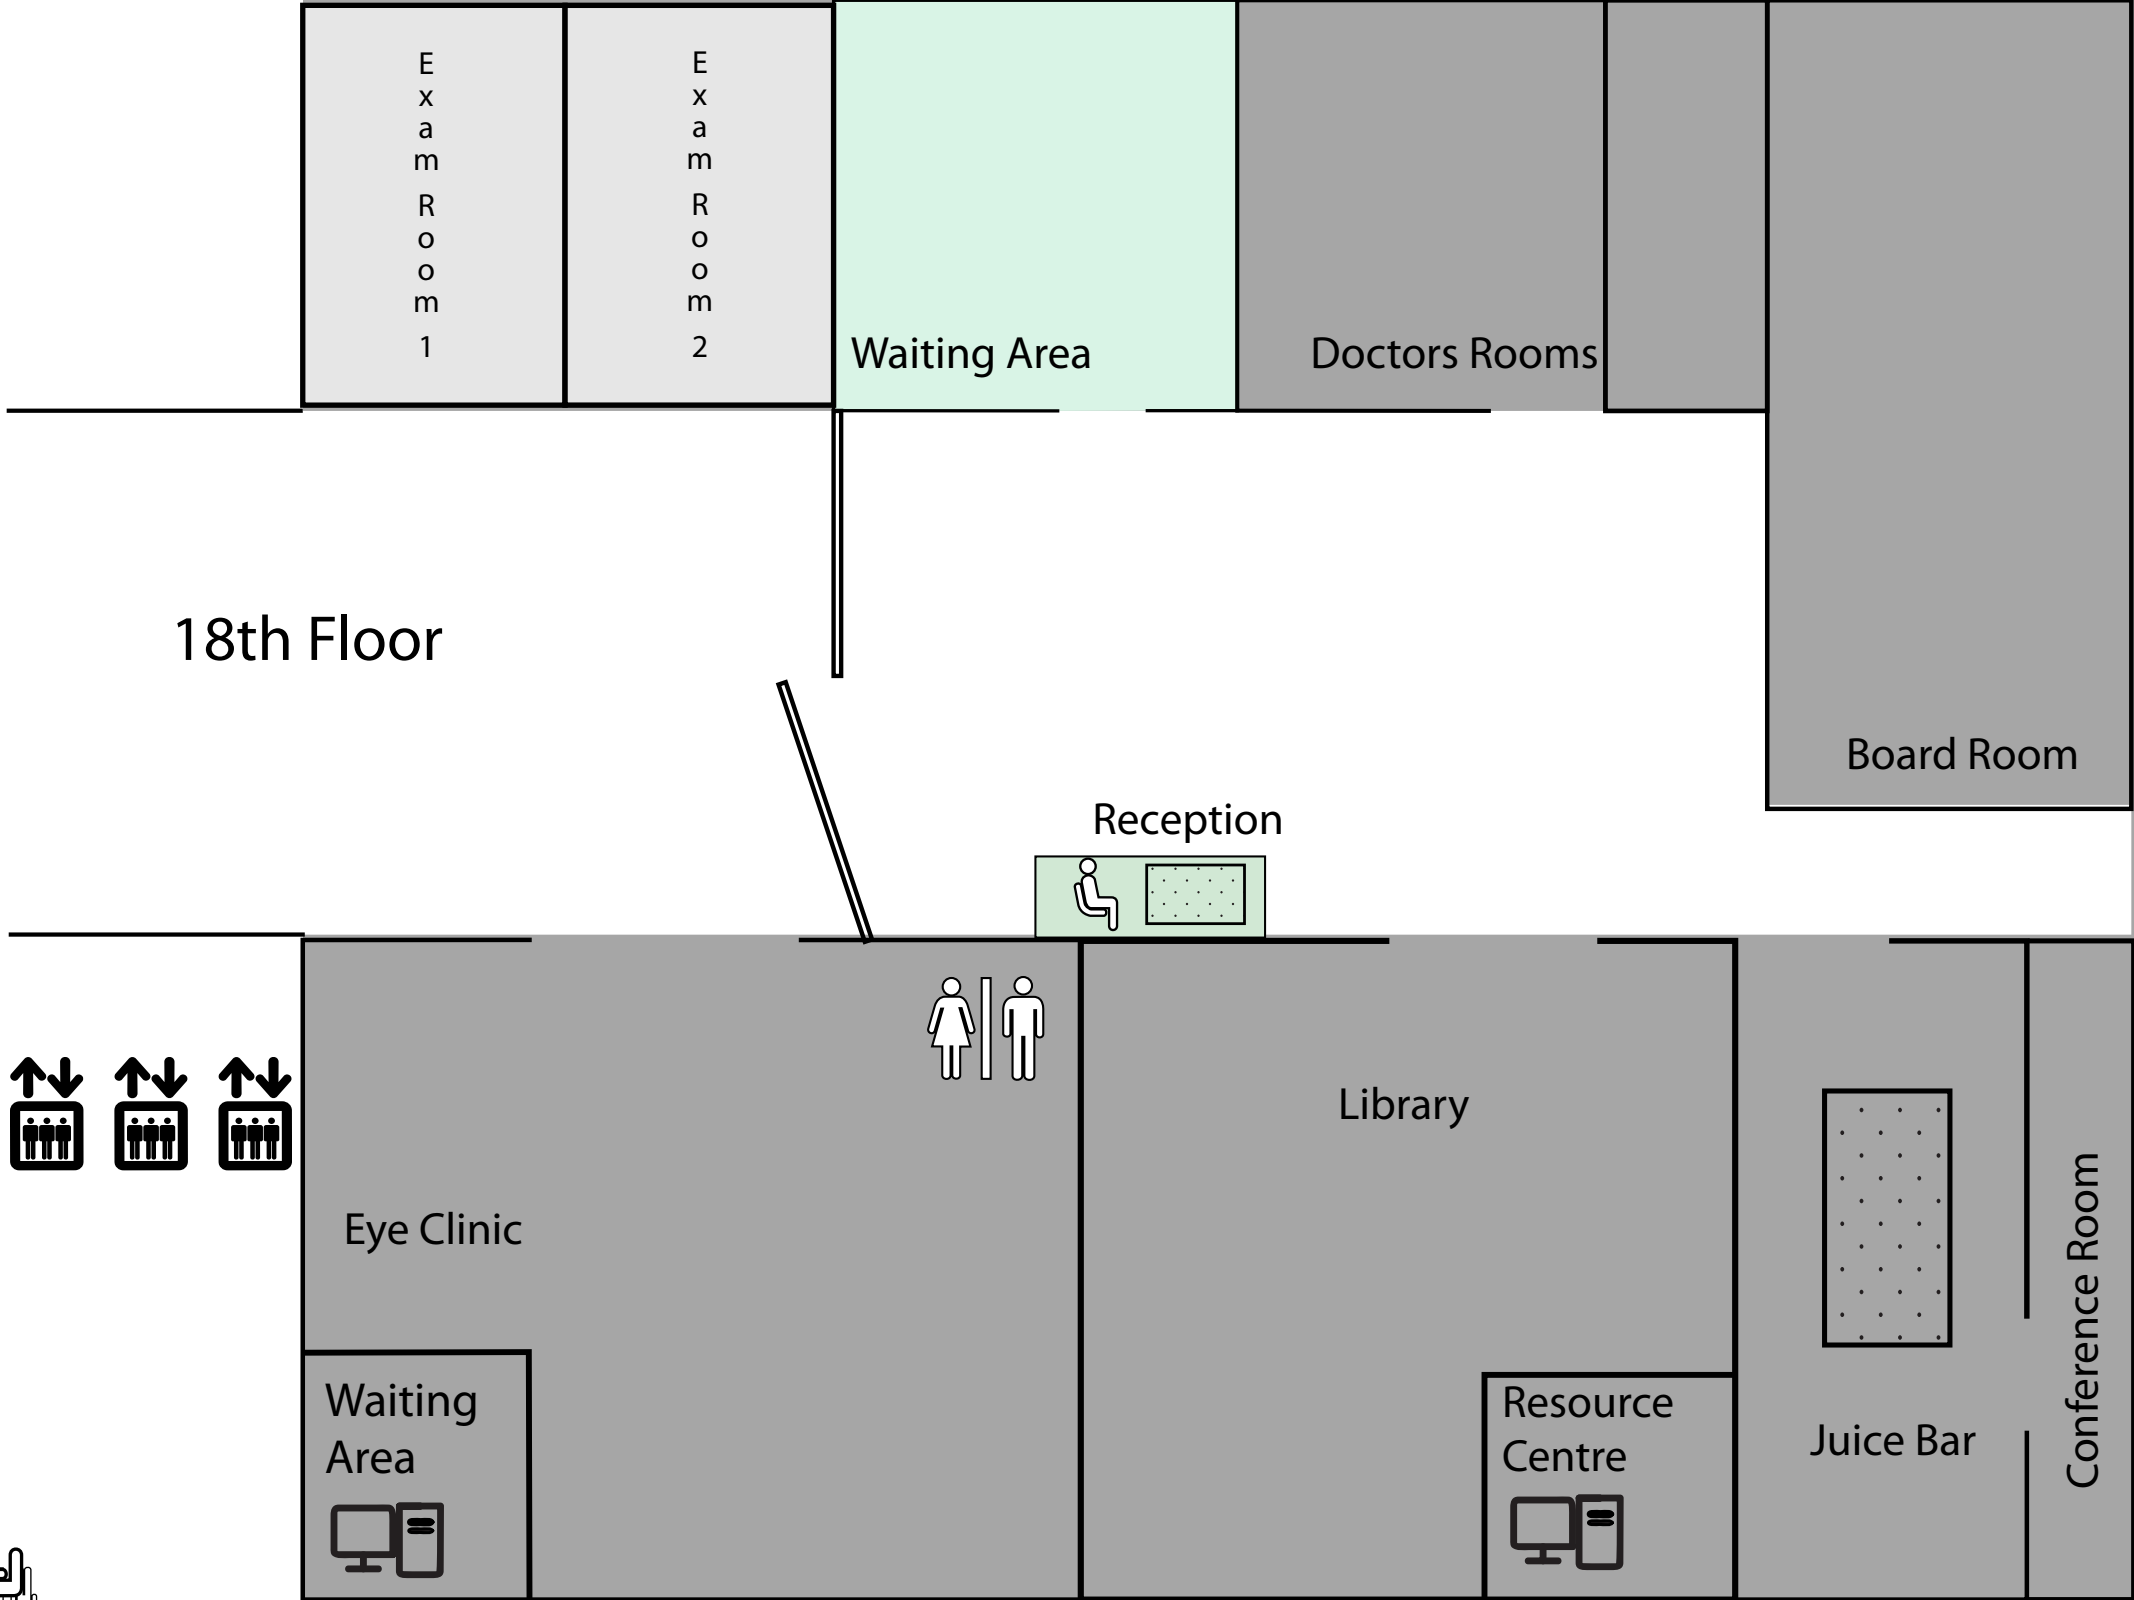 Exam Room 1
Exam Room 2
Waiting Area
Doctors Rooms
18th Floor
Board Room
Reception
Library
Eye Clinic
Conference Room
Waiting
Area
Resource
Centre
Juice Bar